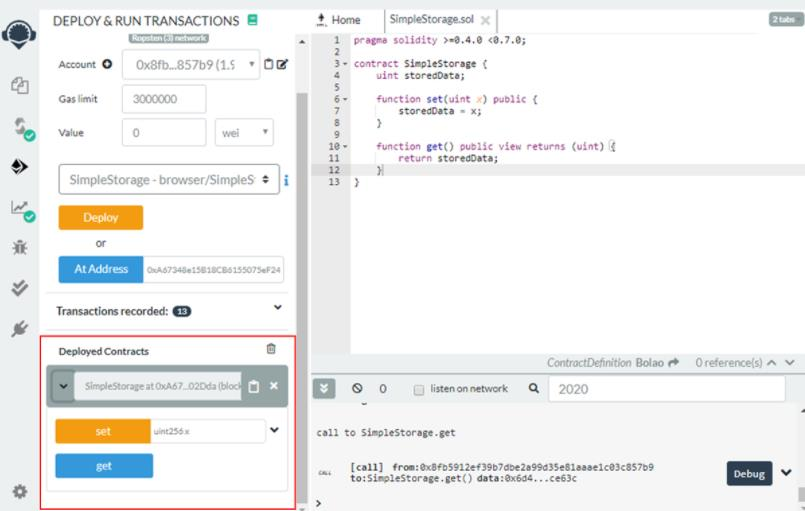 DEPLOY & RUN TRANSACTIONS
Ropsten (3) network
Account 0x8fb...857b9 (1.9
Gas limit 3000000
Value 0 wei
SimpleStorage - browser/SimpleS
Deploy
or
At Address 0xA67348e15B18CB6155075eF24
Transactions recorded: 13
Deployed Contracts
SimpleStorage at 0xA67...02Dda (block
set uint256 x
get
Home SimpleStorage.sol 2 tabs
1 pragma solidity >=0.4.0 <0.7.0;
2
3 contract SimpleStorage {
4 uint storedData;
5
6 function set(uint x) public {
7 storedData = x;
8 }
9
10 function get() public view returns (uint) {
11 return storedData;
12 }
13 }
ContractDefinition Bolao 0 reference(s)
0 listen on network 2020
call to SimpleStorage.get
CALL [call] from:0x8fb5912ef39b7dbe2a99d35e81aaae1c03c857b9
to:SimpleStorage.get() data:0x6d4...ce63c
Debug
>